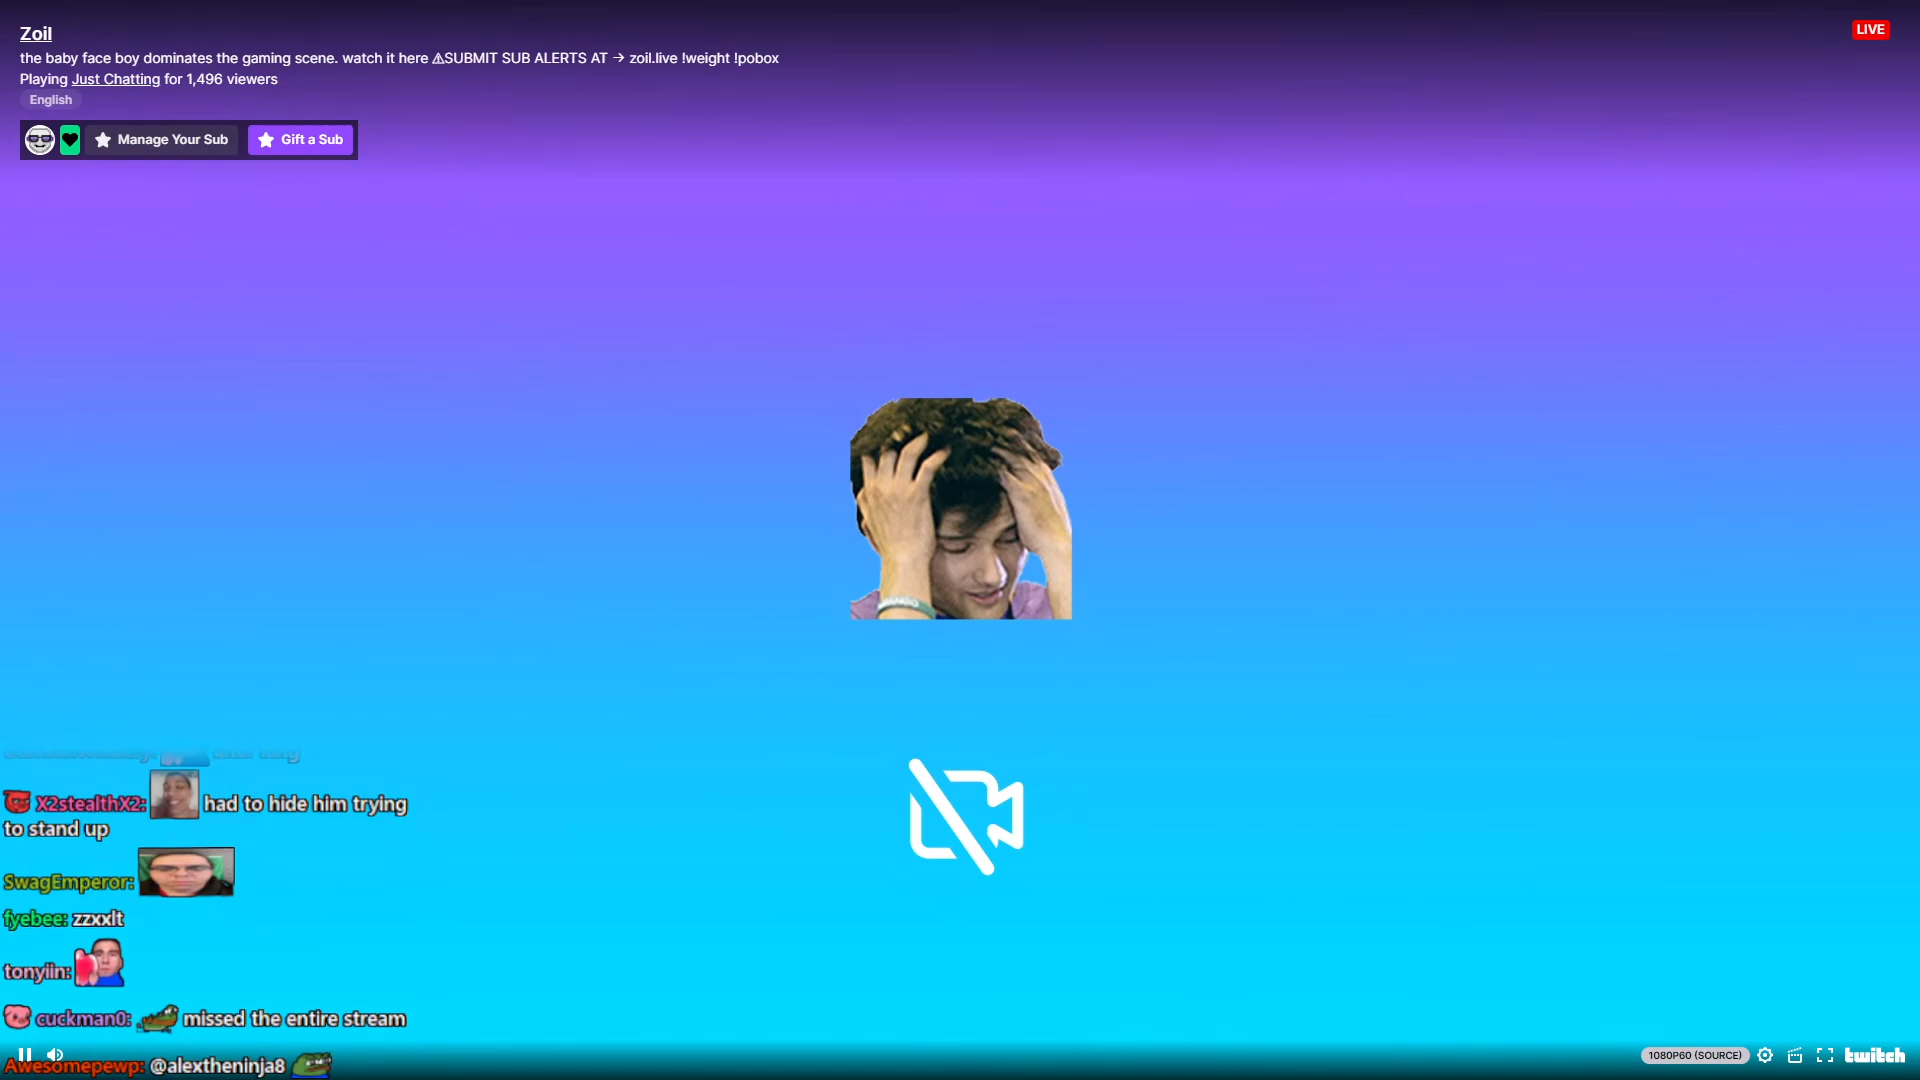 Zoil
LIVE
the baby face boy dominates the gaming scene. watch it here ⚠SUBMIT SUB ALERTS AT → zoil.live !weight !pobox
Playing Just Chatting for 1,496 viewers
English
Manage Your Sub
Gift a Sub
X2stealthX2: had to hide him trying
to stand up
SwagEmperor:
fyebee: zzxxlt
tonyiin:
cuckman0: missed the entire stream
Awesomepewp: @alextheninja8
1080P60 (SOURCE)
twitch